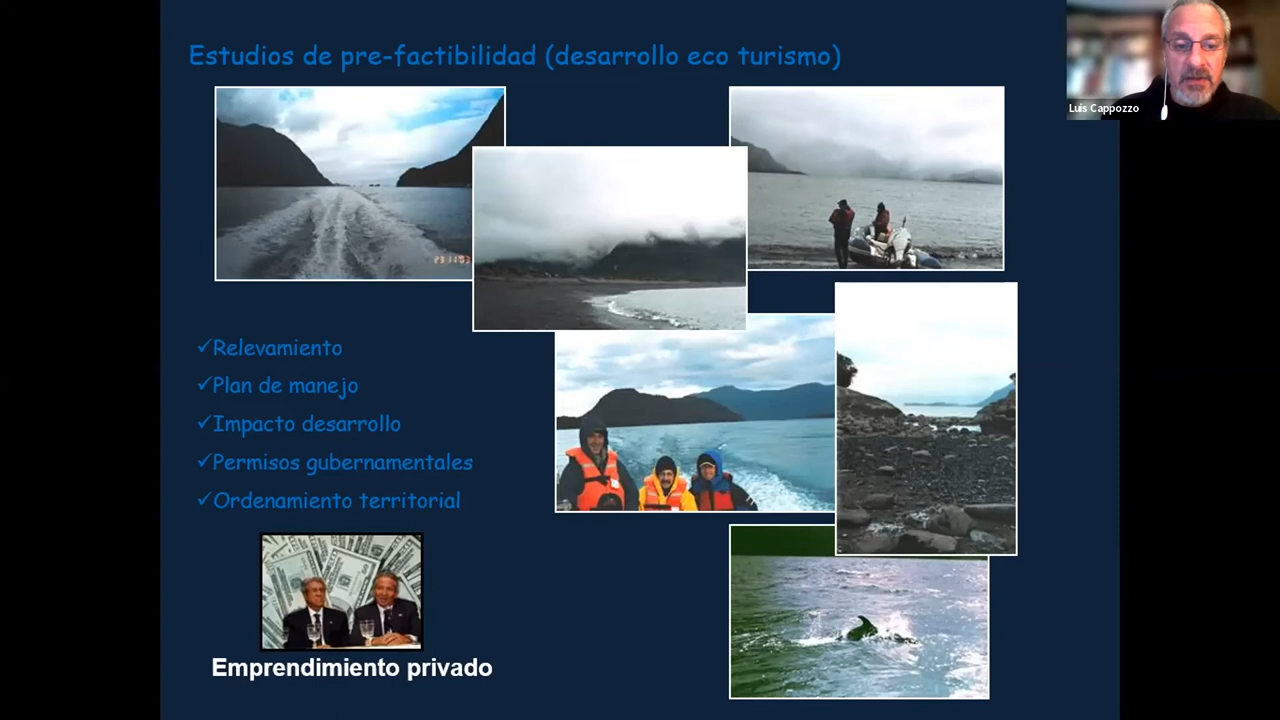 Estudios de pre-factibilidad (desarrollo eco turismo)
Luis Cappozzo
✓Relevamiento
✓Plan de manejo
✓Impacto desarrollo
✓Permisos gubernamentales
✓Ordenamiento territorial
Emprendimiento privado